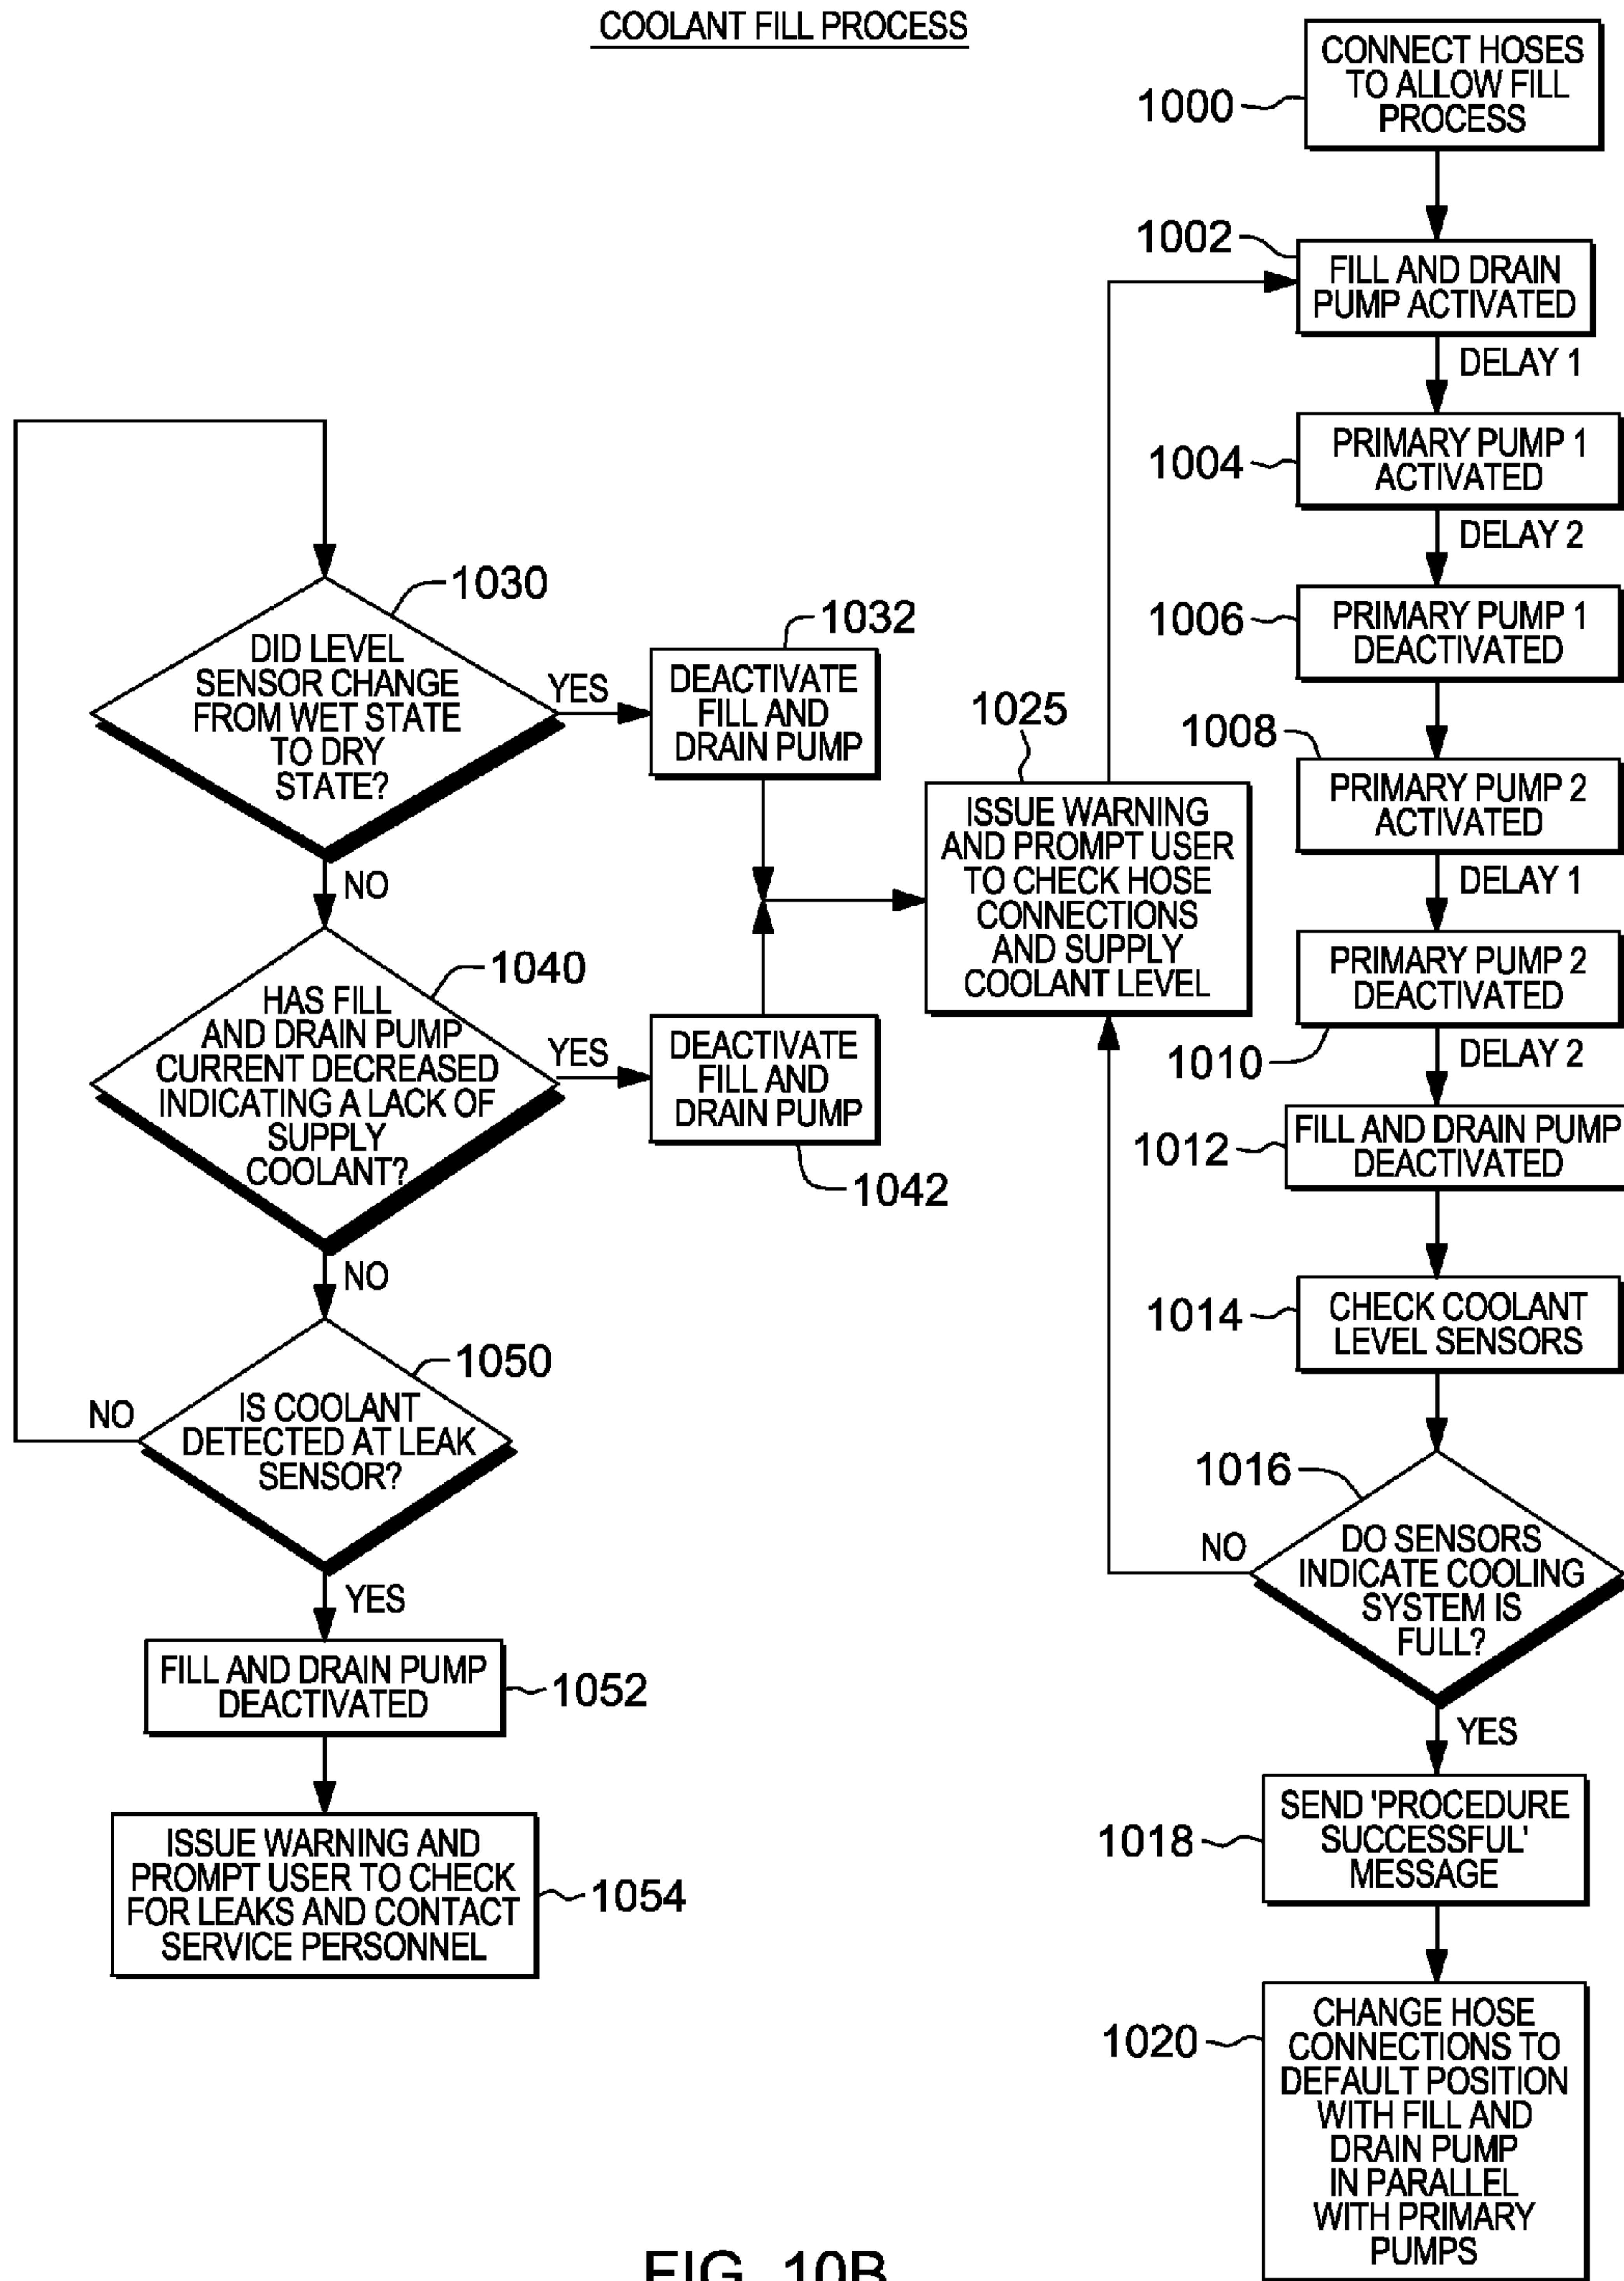 COOLANT FILL PROCESS
CONNECT HOSES
TO ALLOW FILL
PROCESS
1000
1002
FILL AND DRAIN
PUMP ACTIVATED
DELAY 1
1004
PRIMARY PUMP 1
ACTIVATED
DELAY 2
1006
PRIMARY PUMP 1
DEACTIVATED
1008
PRIMARY PUMP 2
ACTIVATED
DELAY 1
PRIMARY PUMP 2
DEACTIVATED
1010
DELAY 2
1012
FILL AND DRAIN PUMP
DEACTIVATED
1014
CHECK COOLANT
LEVEL SENSORS
1016
DO SENSORS
INDICATE COOLING
SYSTEM IS
FULL?
NO
YES
1018
SEND 'PROCEDURE
SUCCESSFUL'
MESSAGE
1020
CHANGE HOSE
CONNECTIONS TO
DEFAULT POSITION
WITH FILL AND
DRAIN PUMP
IN PARALLEL
WITH PRIMARY
PUMPS
1025
ISSUE WARNING
AND PROMPT USER
TO CHECK HOSE
CONNECTIONS
AND SUPPLY
COOLANT LEVEL
1030
DID LEVEL
SENSOR CHANGE
FROM WET STATE
TO DRY
STATE?
YES
NO
1032
DEACTIVATE
FILL AND
DRAIN PUMP
1040
HAS FILL
AND DRAIN PUMP
CURRENT DECREASED
INDICATING A LACK OF
SUPPLY
COOLANT?
YES
NO
DEACTIVATE
FILL AND
DRAIN PUMP
1042
1050
IS COOLANT
DETECTED AT LEAK
SENSOR?
NO
YES
FILL AND DRAIN PUMP
DEACTIVATED
1052
ISSUE WARNING AND
PROMPT USER TO CHECK
FOR LEAKS AND CONTACT
SERVICE PERSONNEL
1054
FIG. 10B